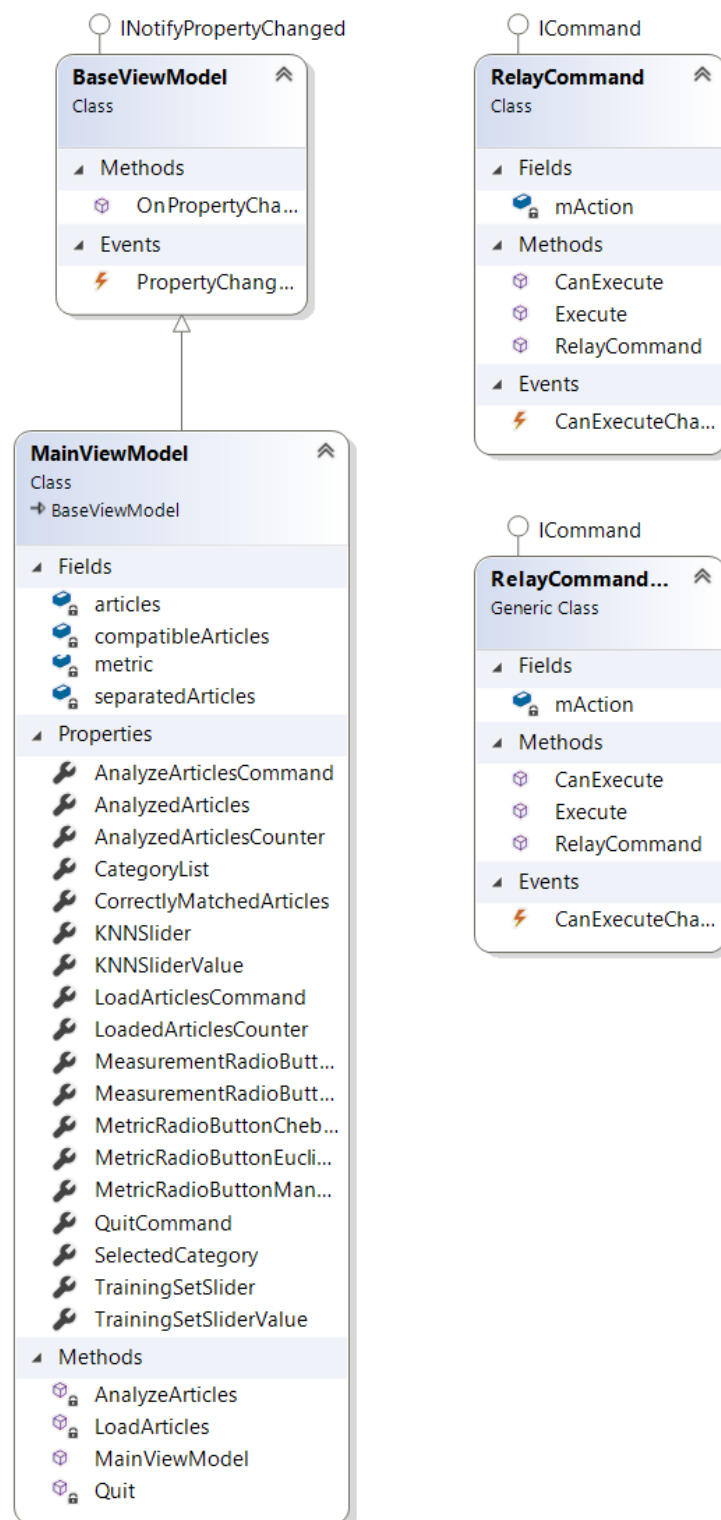 INotifyPropertyChanged
BaseViewModel
Class
Methods
OnPropertyCha...
Events
PropertyChang...
MainViewModel
Class
BaseViewModel
Fields
articles
compatibleArticles
metric
separatedArticles
Properties
AnalyzeArticlesCommand
AnalyzedArticles
AnalyzedArticlesCounter
CategoryList
CorrectlyMatchedArticles
KNNSlider
KNNSliderValue
LoadArticlesCommand
LoadedArticlesCounter
MeasurementRadioButt...
MeasurementRadioButt...
MetricRadioButtonCheb...
MetricRadioButtonEucli...
MetricRadioButtonMan...
QuitCommand
SelectedCategory
TrainingSetSlider
TrainingSetSliderValue
Methods
AnalyzeArticles
LoadArticles
MainViewModel
Quit
ICommand
RelayCommand
Class
Fields
mAction
Methods
CanExecute
Execute
RelayCommand
Events
CanExecuteCha...
ICommand
RelayCommand...
Generic Class
Fields
mAction
Methods
CanExecute
Execute
RelayCommand
Events
CanExecuteCha...